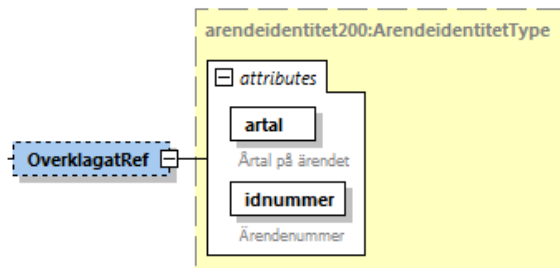 arendeidentitet200:ArendeidentitetType
attributes
artal
Årtal på ärendet
OverklagatRef
idnummer
Ärendenummer